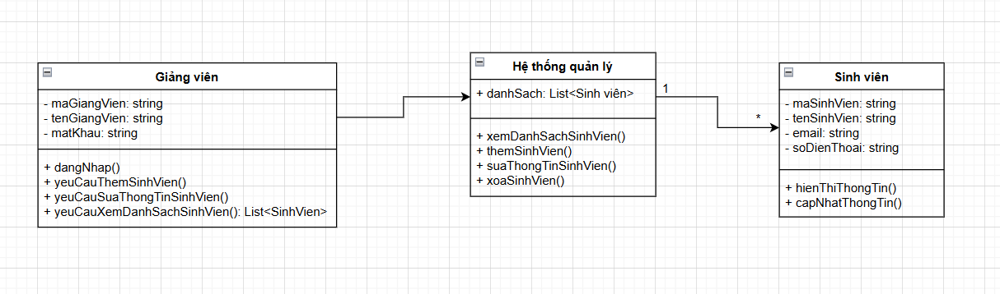 Giảng viên
- maGiangVien: string
- tenGiangVien: string
- matKhau: string
+ dangNhap()
+ yeuCauThemSinhVien()
+ yeuCauSuaThongTinSinhVien()
+ yeuCauXemDanhSachSinhVien(): List<SinhVien>
Hệ thống quản lý
+ danhSach: List<Sinh viên>
+ xemDanhSachSinhVien()
+ themSinhVien()
+ suaThongTinSinhVien()
+ xoaSinhVien()
1
*
Sinh viên
- maSinhVien: string
- tenSinhVien: string
- email: string
- soDienThoai: string
+ hienThiThongTin()
+ capNhatThongTin()